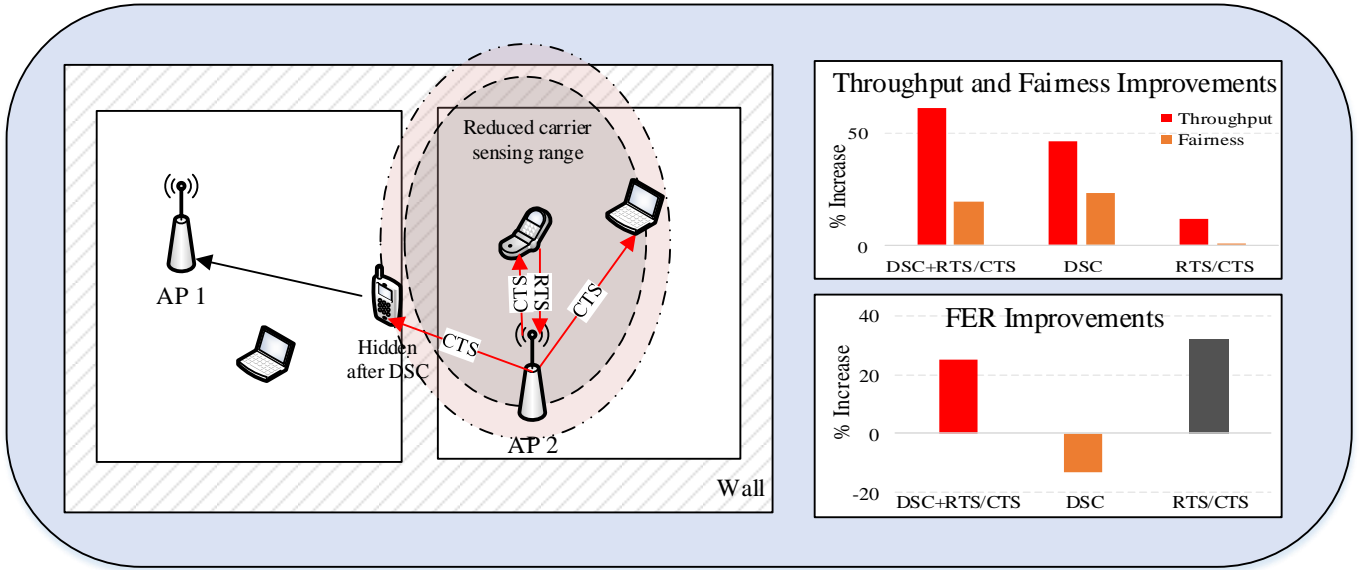 Reduced carrier
sensing range
AP 1
Hidden
after DSC
CTS
RTS
CTS
CTS
AP 2
Wall
Throughput and Fairness Improvements
% Increase
50
0
Throughput
Fairness
DSC+RTS/CTS
DSC
RTS/CTS
FER Improvements
% Increase
40
20
0
-20
DSC+RTS/CTS
DSC
RTS/CTS